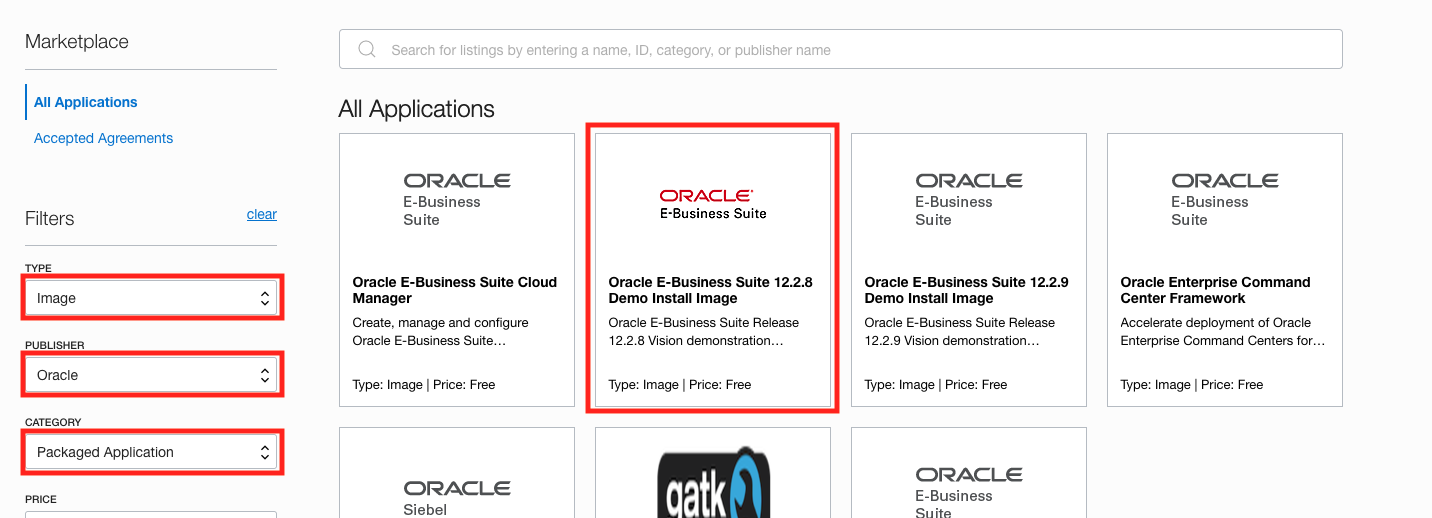 Marketplace
All Applications
Accepted Agreements
Filters
clear
TYPE
Image
PUBLISHER
Oracle
CATEGORY
Packaged Application
PRICE
Search for listings by entering a name, ID, category, or publisher name
All Applications
ORACLE
E-Business
Suite
Oracle E-Business Suite Cloud
Manager
Create, manage and configure
Oracle E-Business Suite…
Type: Image | Price: Free
ORACLE
E-Business Suite
Oracle E-Business Suite 12.2.8
Demo Install Image
Oracle E-Business Suite Release
12.2.8 Vision demonstration…
Type: Image | Price: Free
ORACLE
E-Business
Suite
Oracle E-Business Suite 12.2.9
Demo Install Image
Oracle E-Business Suite Release
12.2.9 Vision demonstration…
Type: Image | Price: Free
ORACLE
E-Business
Suite
Oracle Enterprise Command
Center Framework
Accelerate deployment of Oracle
Enterprise Command Centers for…
Type: Image | Price: Free
ORACLE
Siebel
qatk
ORACLE
E-Business
Suite